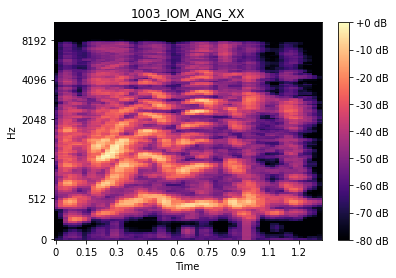 1003_IOM_ANG_XX
+0 dB
8192
-10 dB
4096
-20 dB
-30 dB
2048
Hz
-40 dB
1024
-50 dB
512
-60 dB
-70 dB
0
-80 dB
0 0.15 0.3 0.45 0.6 0.75 0.9 1.1 1.2
Time